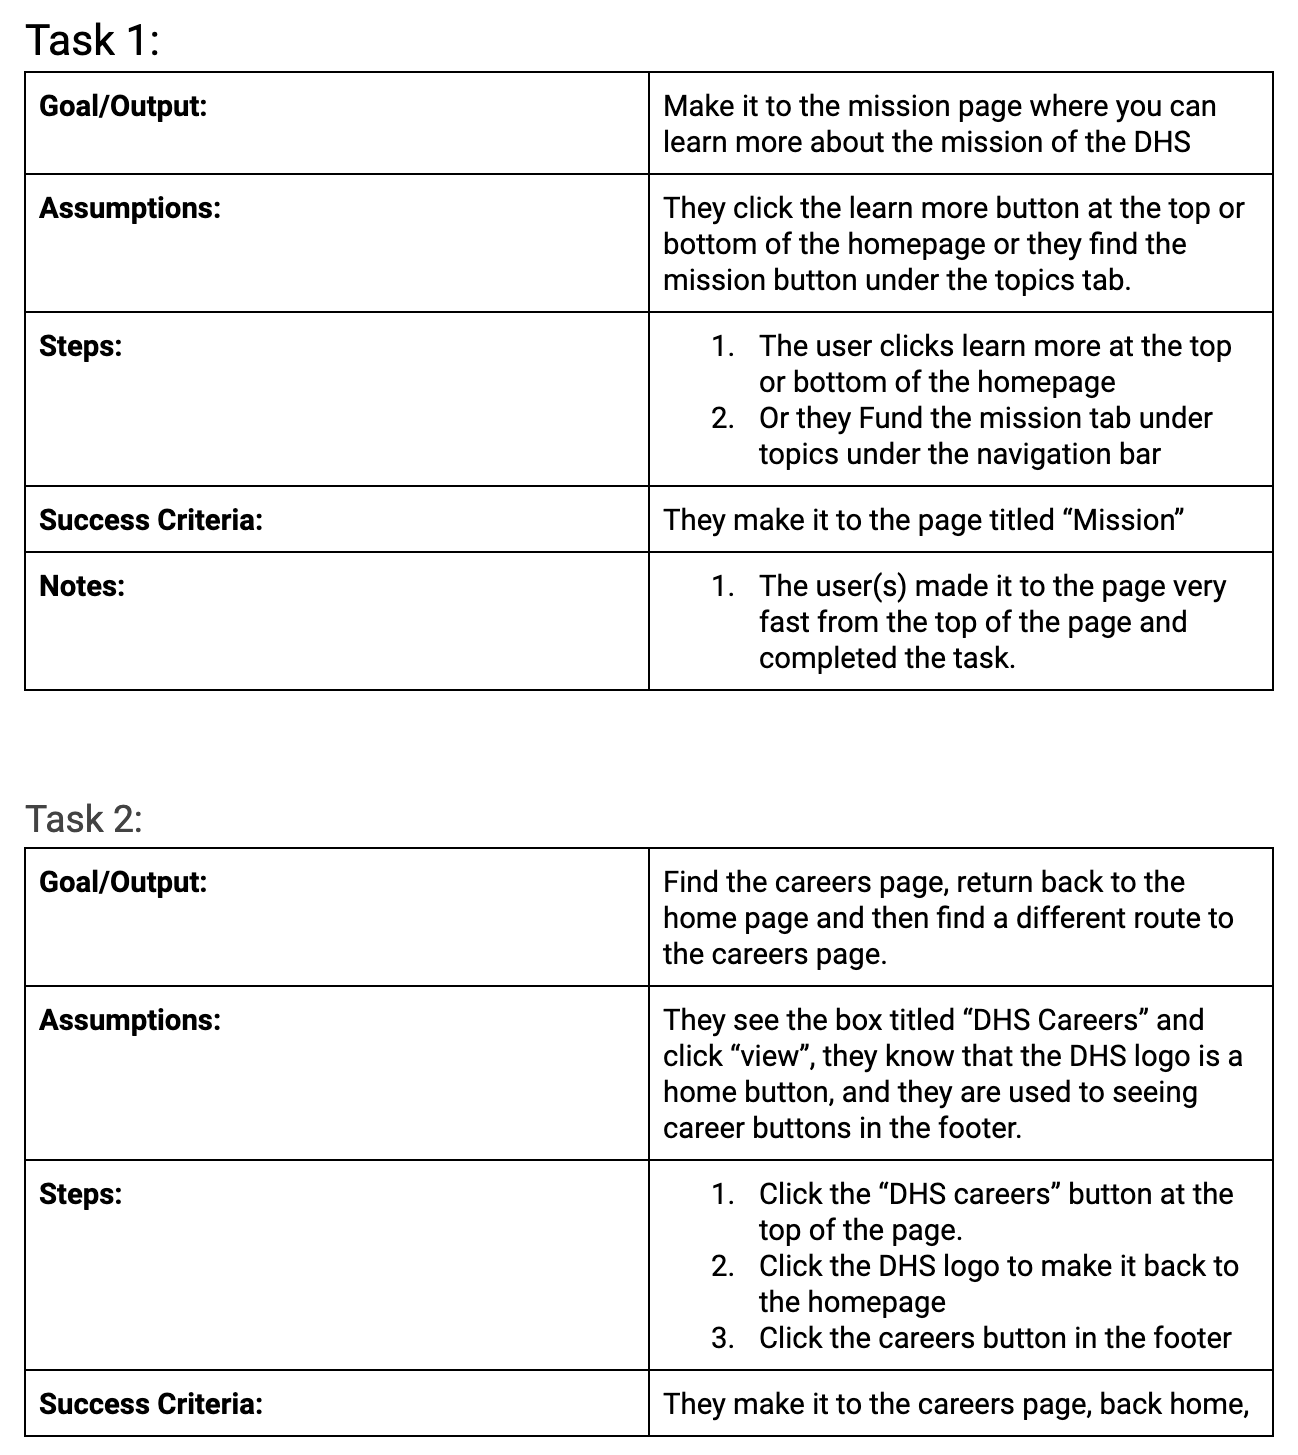 Task 1:
Goal/Output:
Make it to the mission page where you can
learn more about the mission of the DHS
Assumptions:
They click the learn more button at the top or
bottom of the homepage or they find the
mission button under the topics tab.
Steps:
1. The user clicks learn more at the top
or bottom of the homepage
2. Or they Fund the mission tab under
topics under the navigation bar
Success Criteria:
They make it to the page titled “Mission”
Notes:
1. The user(s) made it to the page very
fast from the top of the page and
completed the task.
Task 2:
Goal/Output:
Find the careers page, return back to the
home page and then find a different route to
the careers page.
Assumptions:
They see the box titled “DHS Careers” and
click “view”, they know that the DHS logo is a
home button, and they are used to seeing
career buttons in the footer.
Steps:
1. Click the “DHS careers” button at the
top of the page.
2. Click the DHS logo to make it back to
the homepage
3. Click the careers button in the footer
Success Criteria:
They make it to the careers page, back home,